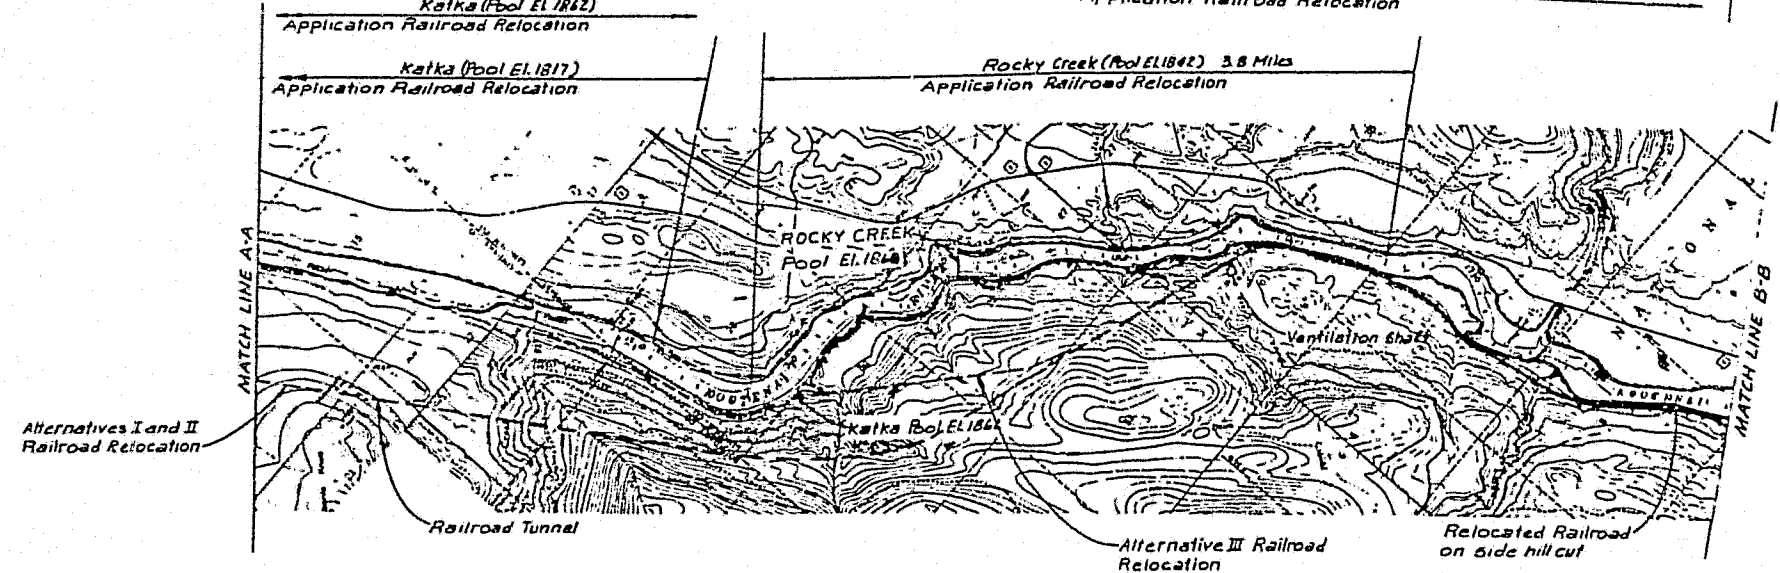 Katka (Pool El. 1862)
Application Railroad Relocation
Application Railroad Relocation
Katka (Pool El. 1817)
Application Railroad Relocation
Rocky Creek (Pool El. 1842) 3.8 Miles
Application Railroad Relocation
MATCH LINE A-A
ROCKY CREEK
Pool El.
Ventilation Shaft
Katka Pool El.
KOOTENAI
MATCH LINE B-B
Alternatives I and II
Railroad Relocation
Railroad Tunnel
Alternative III Railroad
Relocation
Relocated Railroad
on side hill cut